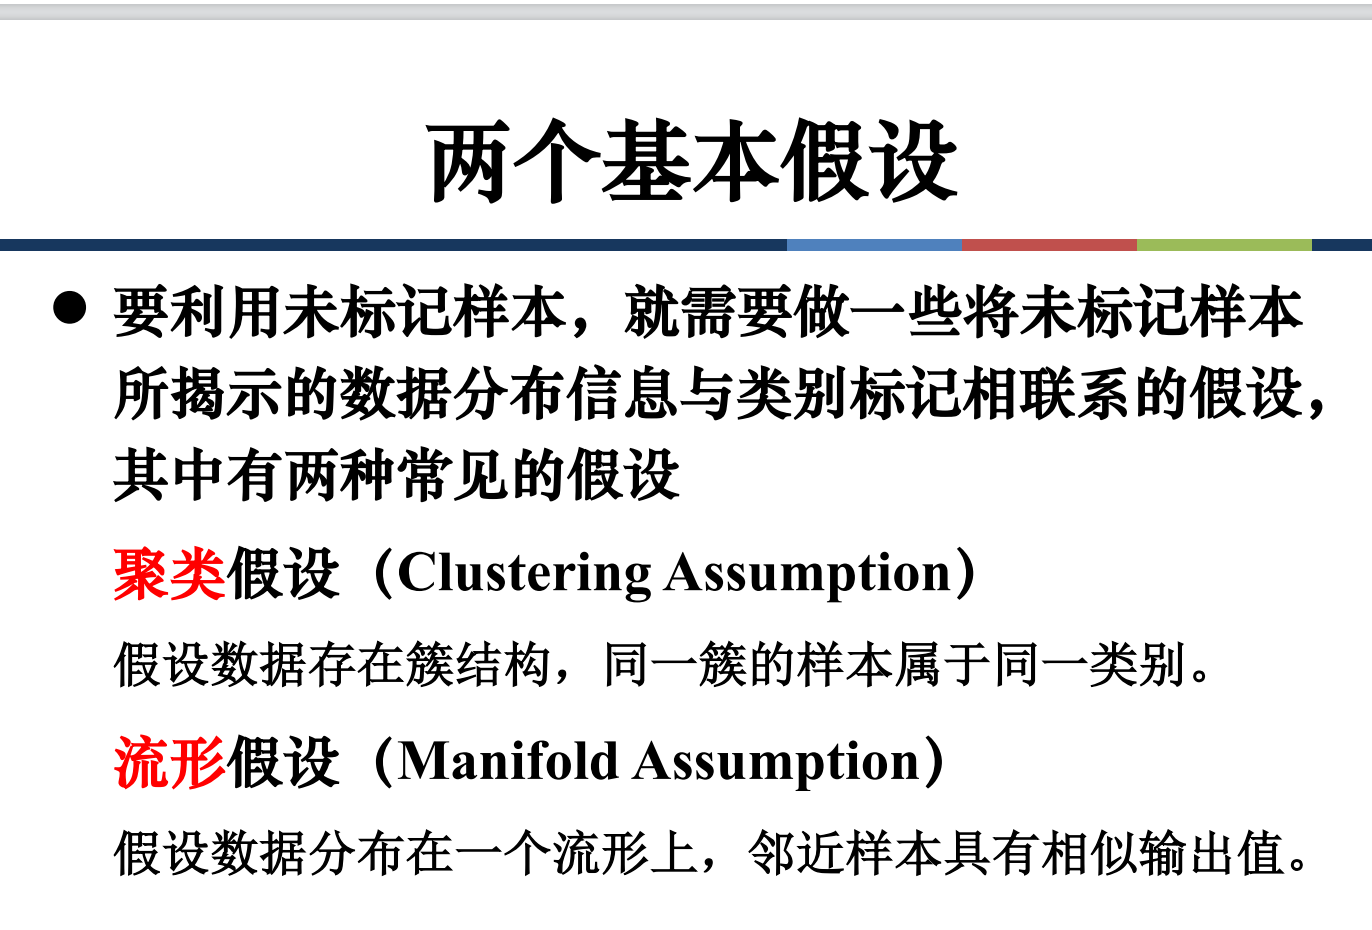 两个基本假设
● 要利用未标记样本，就需要做一些将未标记样本
所揭示的数据分布信息与类别标记相联系的假设，
其中有两种常见的假设
聚类假设（Clustering Assumption）
假设数据存在簇结构，同一簇的样本属于同一类别。
流形假设（Manifold Assumption）
假设数据分布在一个流形上，邻近样本具有相似输出值。